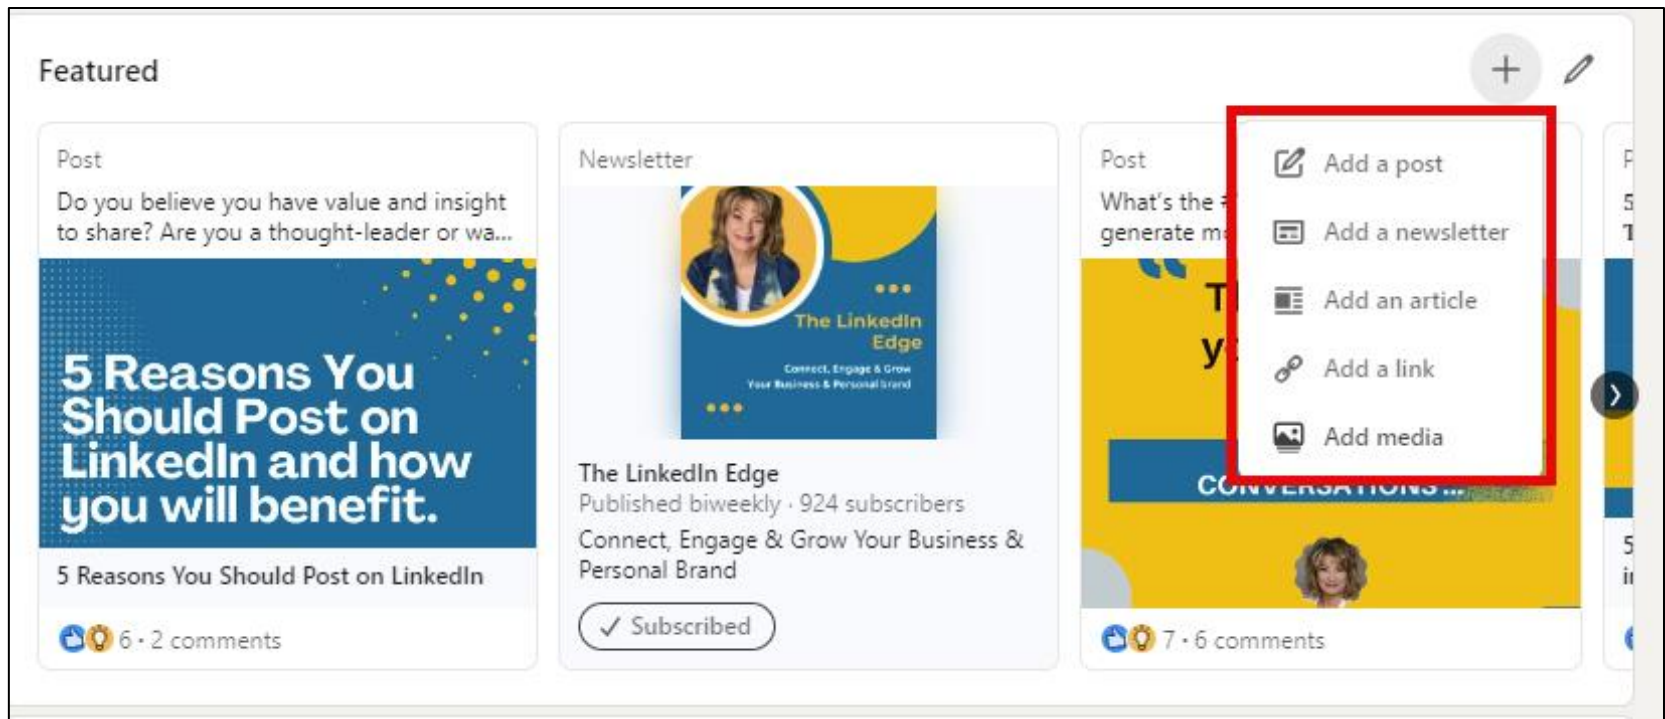 Featured
Post
Do you believe you have value and insight
to share? Are you a thought-leader or wa...
5 Reasons You
Should Post on
LinkedIn and how
you will benefit.
5 Reasons You Should Post on LinkedIn
6 · 2 comments
Newsletter
The LinkedIn
Edge
Connect, Engage & Grow
Your Business & Personal brand
The LinkedIn Edge
Published biweekly · 924 subscribers
Connect, Engage & Grow Your Business &
Personal Brand
✓ Subscribed
Post
What's the
generate
CONVERSATIONS ...
7 · 6 comments
Add a post
Add a newsletter
Add an article
Add a link
Add media